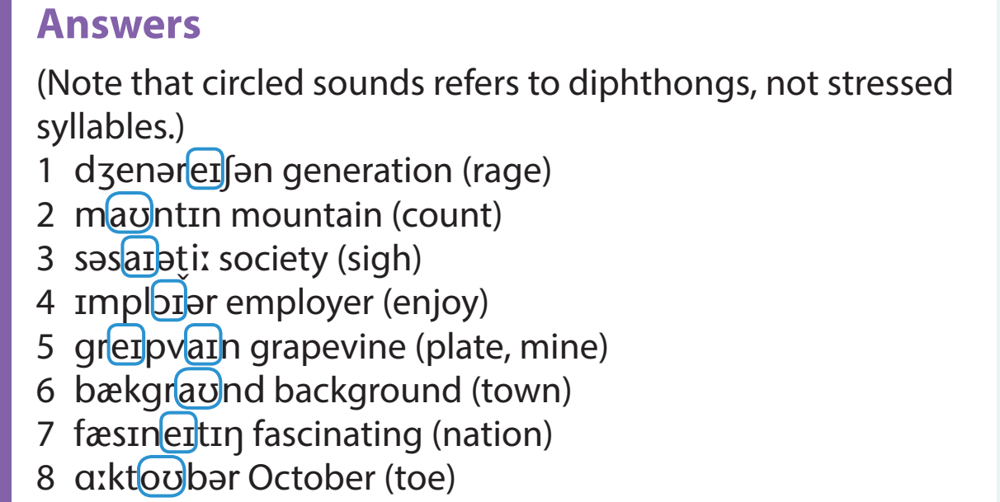 Answers
(Note that circled sounds refers to diphthongs, not stressed
syllables.)
1 dʒenəreɪʃən generation (rage)
2 maʊntɪn mountain (count)
3 səsaɪət̬iː society (sigh)
4 ɪmplɔɪər employer (enjoy)
5 greɪpvaɪn grapevine (plate, mine)
6 bækgraʊnd background (town)
7 fæsɪneɪtɪŋ fascinating (nation)
8 ɑːktoʊbər October (toe)